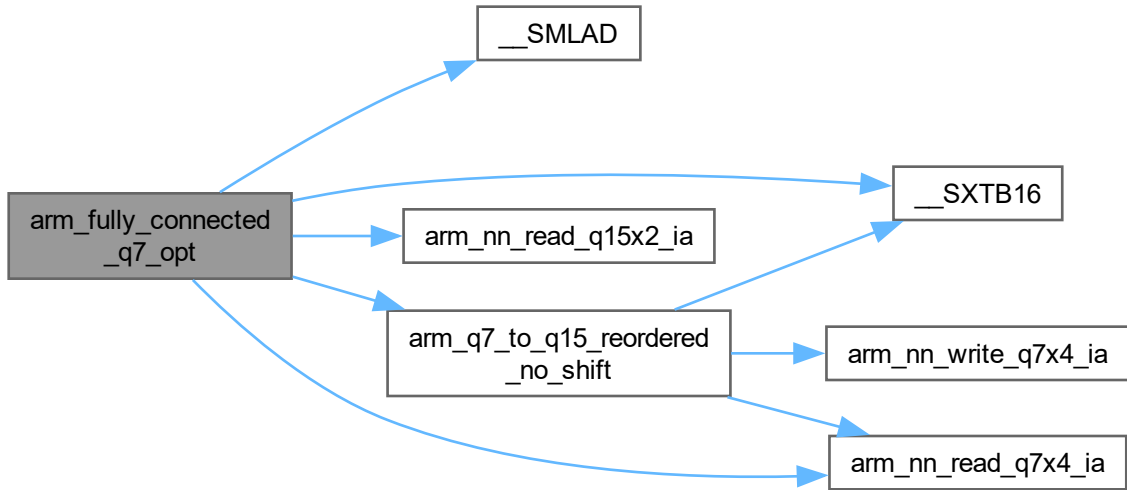 __SMLAD
__SXTB16
arm_fully_connected
_q7_opt
arm_nn_read_q15x2_ia
arm_q7_to_q15_reordered
_no_shift
arm_nn_write_q7x4_ia
arm_nn_read_q7x4_ia